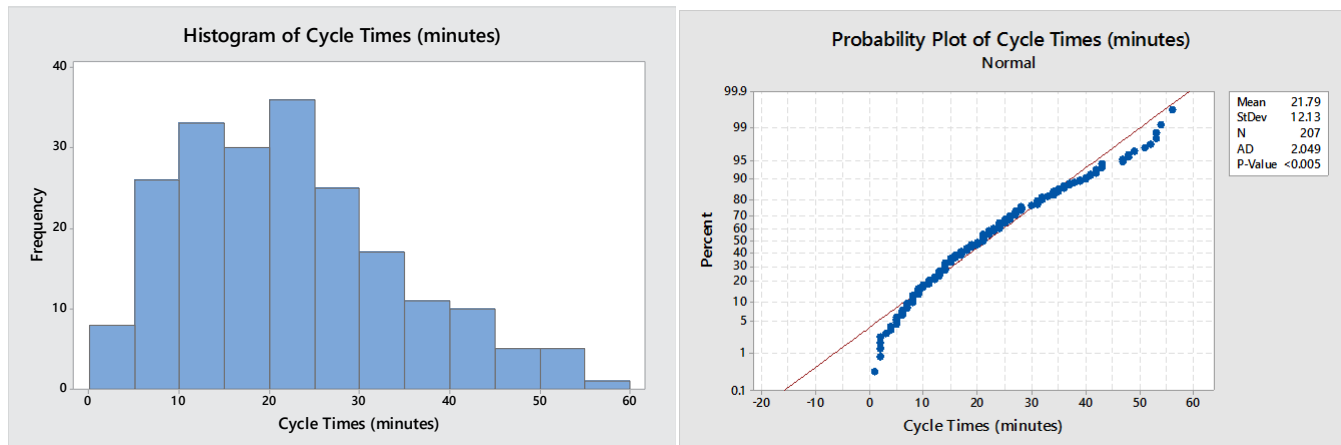 Histogram of Cycle Times (minutes)
40
30
20
10
0
Frequency
0 10 20 30 40 50 60
Cycle Times (minutes)
Probability Plot of Cycle Times (minutes)
Normal
99.9
99
95
90
80
70
60
50
40
30
20
10
5
1
0.1
Percent
-20 -10 0 10 20 30 40 50 60
Cycle Times (minutes)
Mean 21.79
StDev 12.13
N 207
AD 2.049
P-Value <0.005